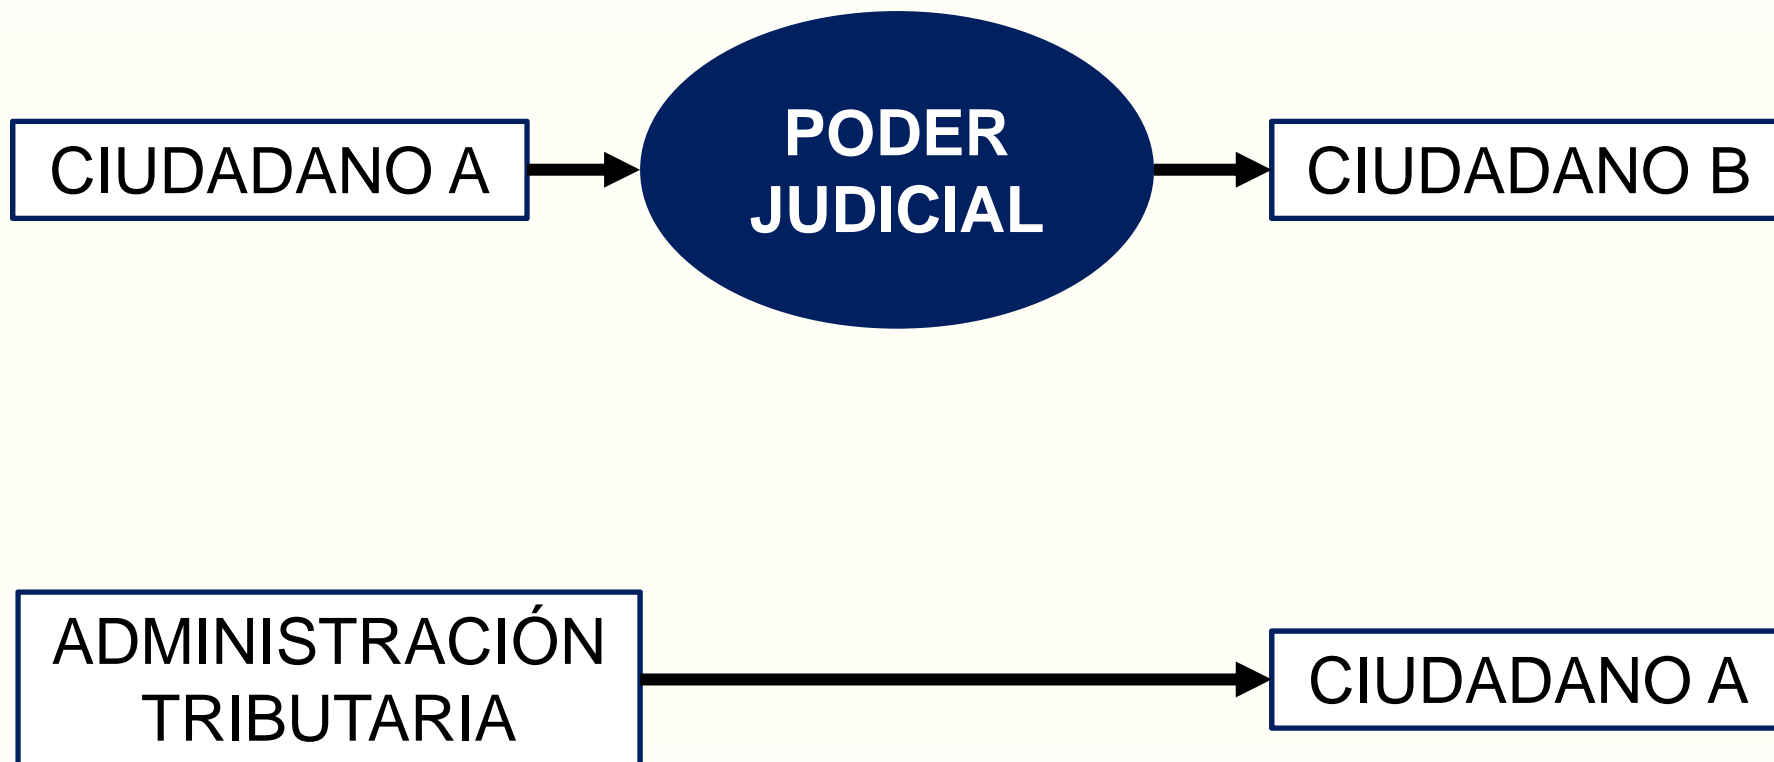 CIUDADANO A
PODER
JUDICIAL
CIUDADANO B
ADMINISTRACIÓN
TRIBUTARIA
CIUDADANO A